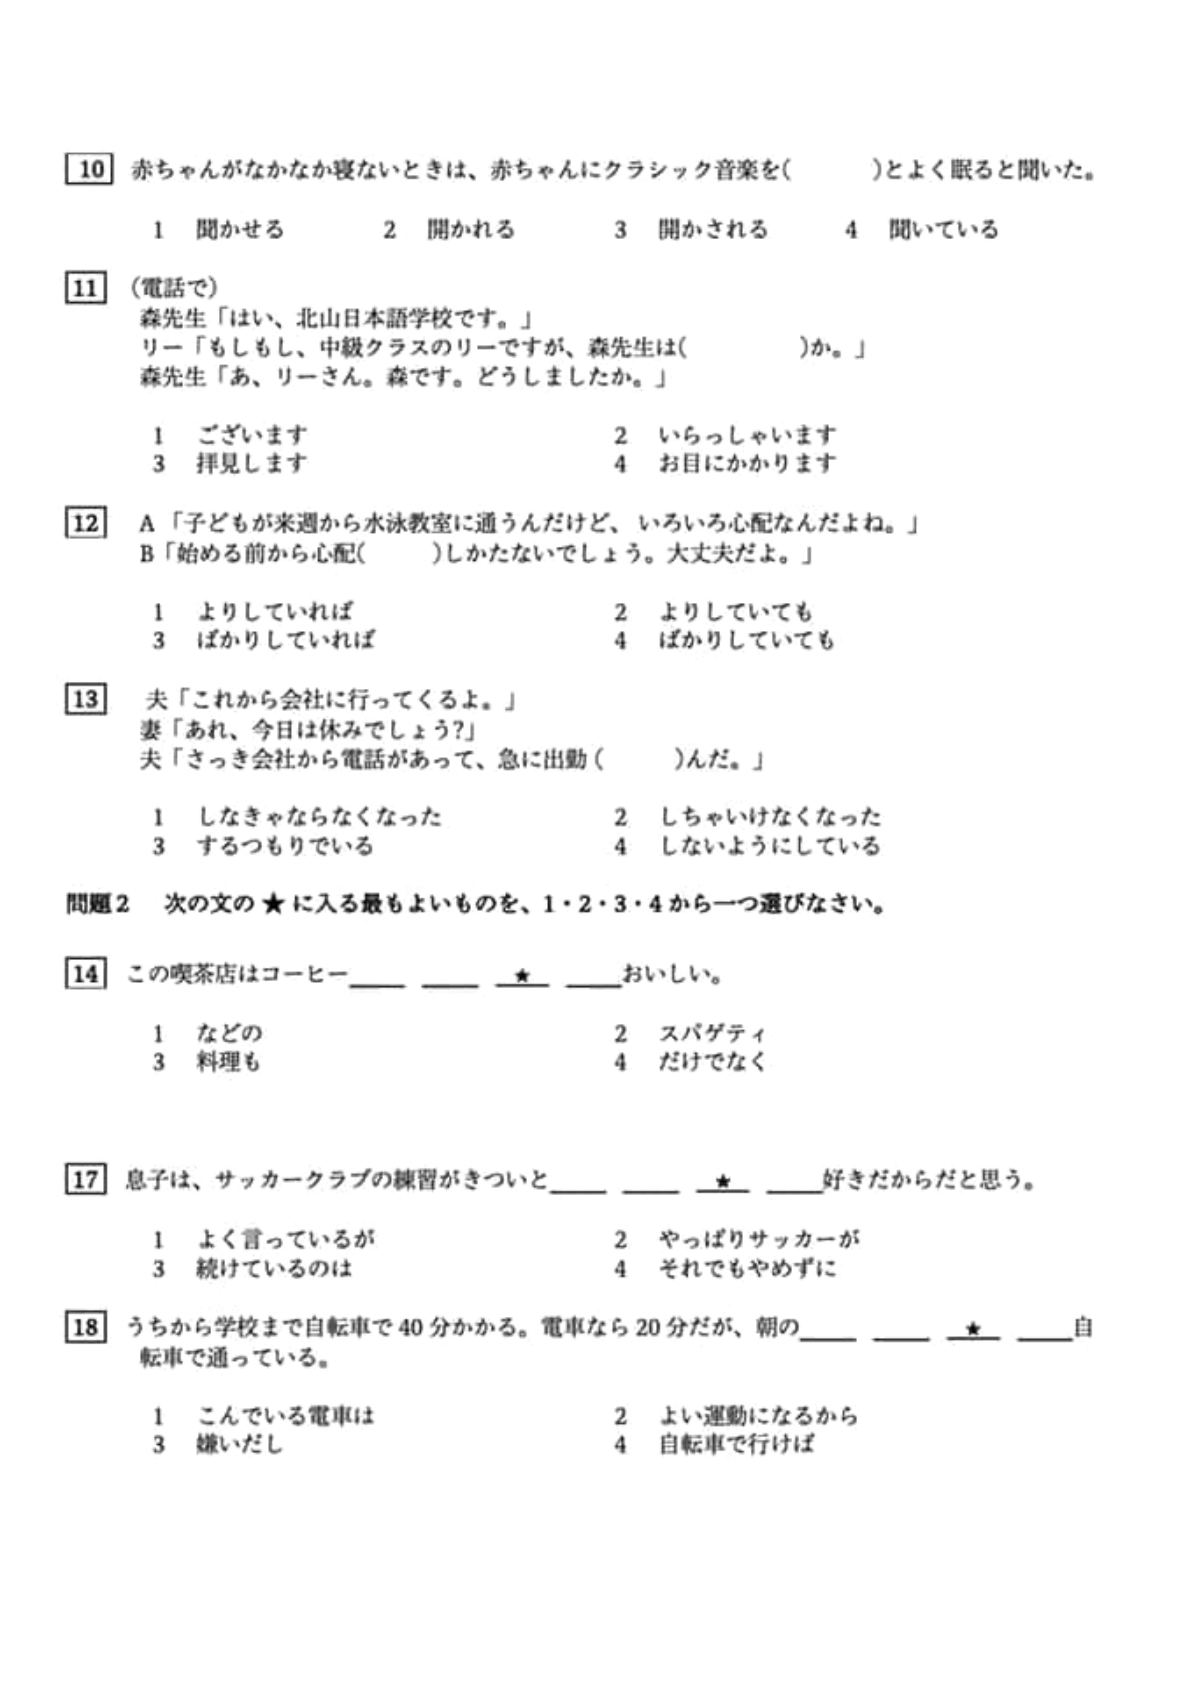 10 赤ちゃんがなかなか寝ないときは、赤ちゃんにクラシック音楽を( )とよく眠ると聞いた。
1 聞かせる 2 開かれる 3 開かされる 4 聞いている
11 (電話で)
森先生「はい、北山日本語学校です。」
リー「もしもし、中級クラスのリーですが、森先生は( )か。」
森先生「あ、リーさん。森です。どうしましたか。」
1 ございます 2 いらっしゃいます
3 拝見します 4 お目にかかります
12 A「子どもが来週から水泳教室に通うんだけど、いろいろ心配なんだよね。」
B「始める前から心配( )しかたないでしょう。大丈夫だよ。」
1 よりしていれば 2 よりしていても
3 ばかりしていれば 4 ばかりしていても
13 夫「これから会社に行ってくるよ。」
妻「あれ、今日は休みでしょう?」
夫「さっき会社から電話があって、急に出勤( )んだ。」
1 しなきゃならなくなった 2 しちゃいけなくなった
3 するつもりでいる 4 しないようにしている
問題2 次の文の ★ に入る最もよいものを、1・2・3・4から一つ選びなさい。
14 この喫茶店はコーヒー____ ____ __★__ ____おいしい。
1 などの 2 スパゲティ
3 料理も 4 だけでなく
17 息子は、サッカークラブの練習がきついと____ ____ __★__ ____好きだからだと思う。
1 よく言っているが 2 やっぱりサッカーが
3 続けているのは 4 それでもやめずに
18 うちから学校まで自転車で40分かかる。電車なら20分だが、朝の____ ____ __★__ ____自
転車で通っている。
1 こんでいる電車は 2 よい運動になるから
3 嫌いだし 4 自転車で行けば